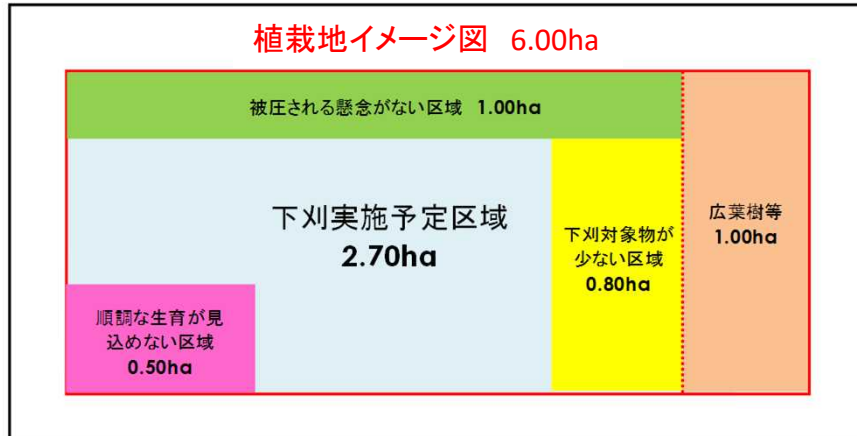 植栽地イメージ図 6.00ha
被圧される懸念がない区域 1.00ha
下刈実施予定区域
2.70ha
下刈対象物が
少ない区域
0.80ha
広葉樹等
1.00ha
順調な生育が見
込めない区域
0.50ha